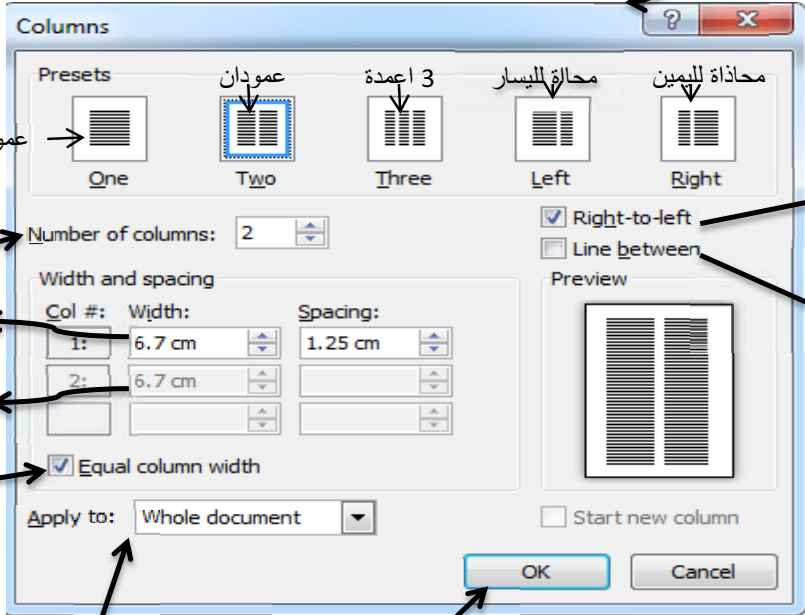 Columns
Presets
عمودان
3 اعمدة
محالة لليسار
محاذاة لليمين
One
Two
Three
Left
Right
Number of columns: 2
Right-to-left
Line between
Width and spacing
Preview
Col #: Width: Spacing:
1: 6.7 cm 1.25 cm
2: 6.7 cm
Equal column width
Apply to: Whole document
Start new column
OK Cancel